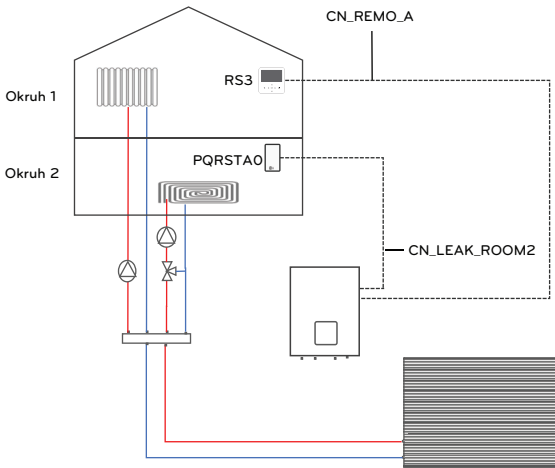 CN_REMO_A
RS3
Okruh 1
PQRSTA0
Okruh 2
CN_LEAK_ROOM2